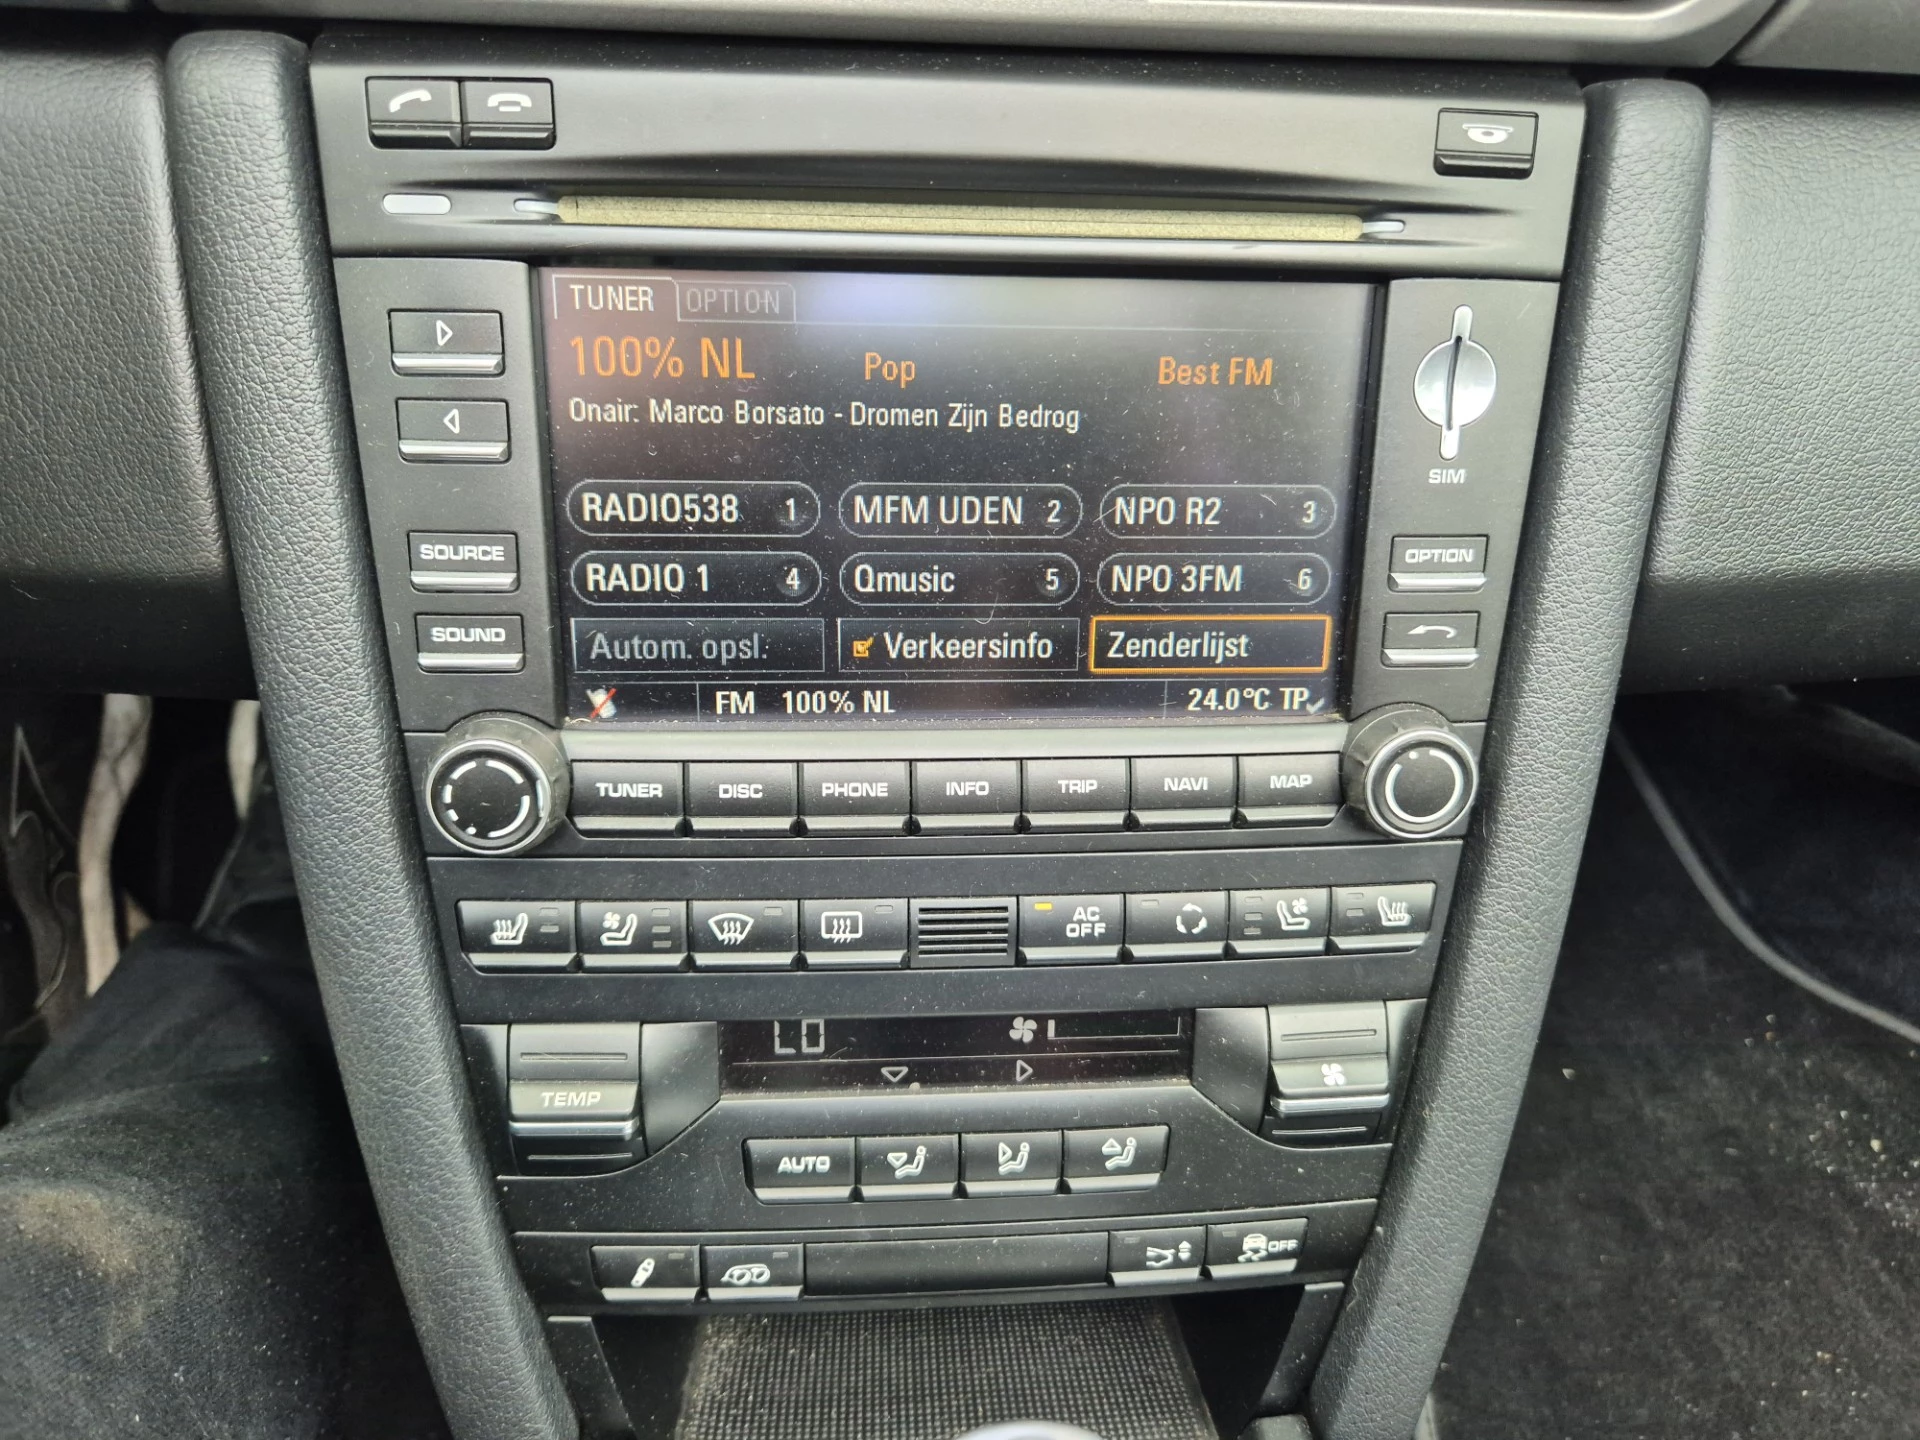 TUNER OPTION
100% NL Pop Best FM
Onair: Marco Borsato - Dromen Zijn Bedrog
SIM
RADIO538 1 MFM UDEN 2 NPO R2 3
SOURCE
OPTION
RADIO 1 4 Qmusic 5 NPO 3FM 6
SOUND
Autom. opsl. Verkeersinfo Zenderlijst
FM 100% NL 24.0°C TP
TUNER DISC PHONE INFO TRIP NAVI MAP
AC
OFF
LO
TEMP
AUTO
OFF